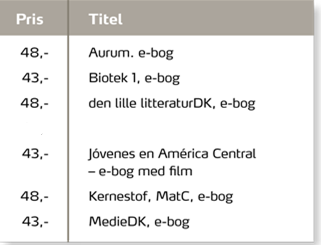 Pris Titel
48,- Aurum. e-bog
43,- Biotek 1, e-bog
48,- den lille litteraturDK, e-bog
43,- Jóvenes en América Central
– e-bog med film
48,- Kernestof, MatC, e-bog
43,- MedieDK, e-bog